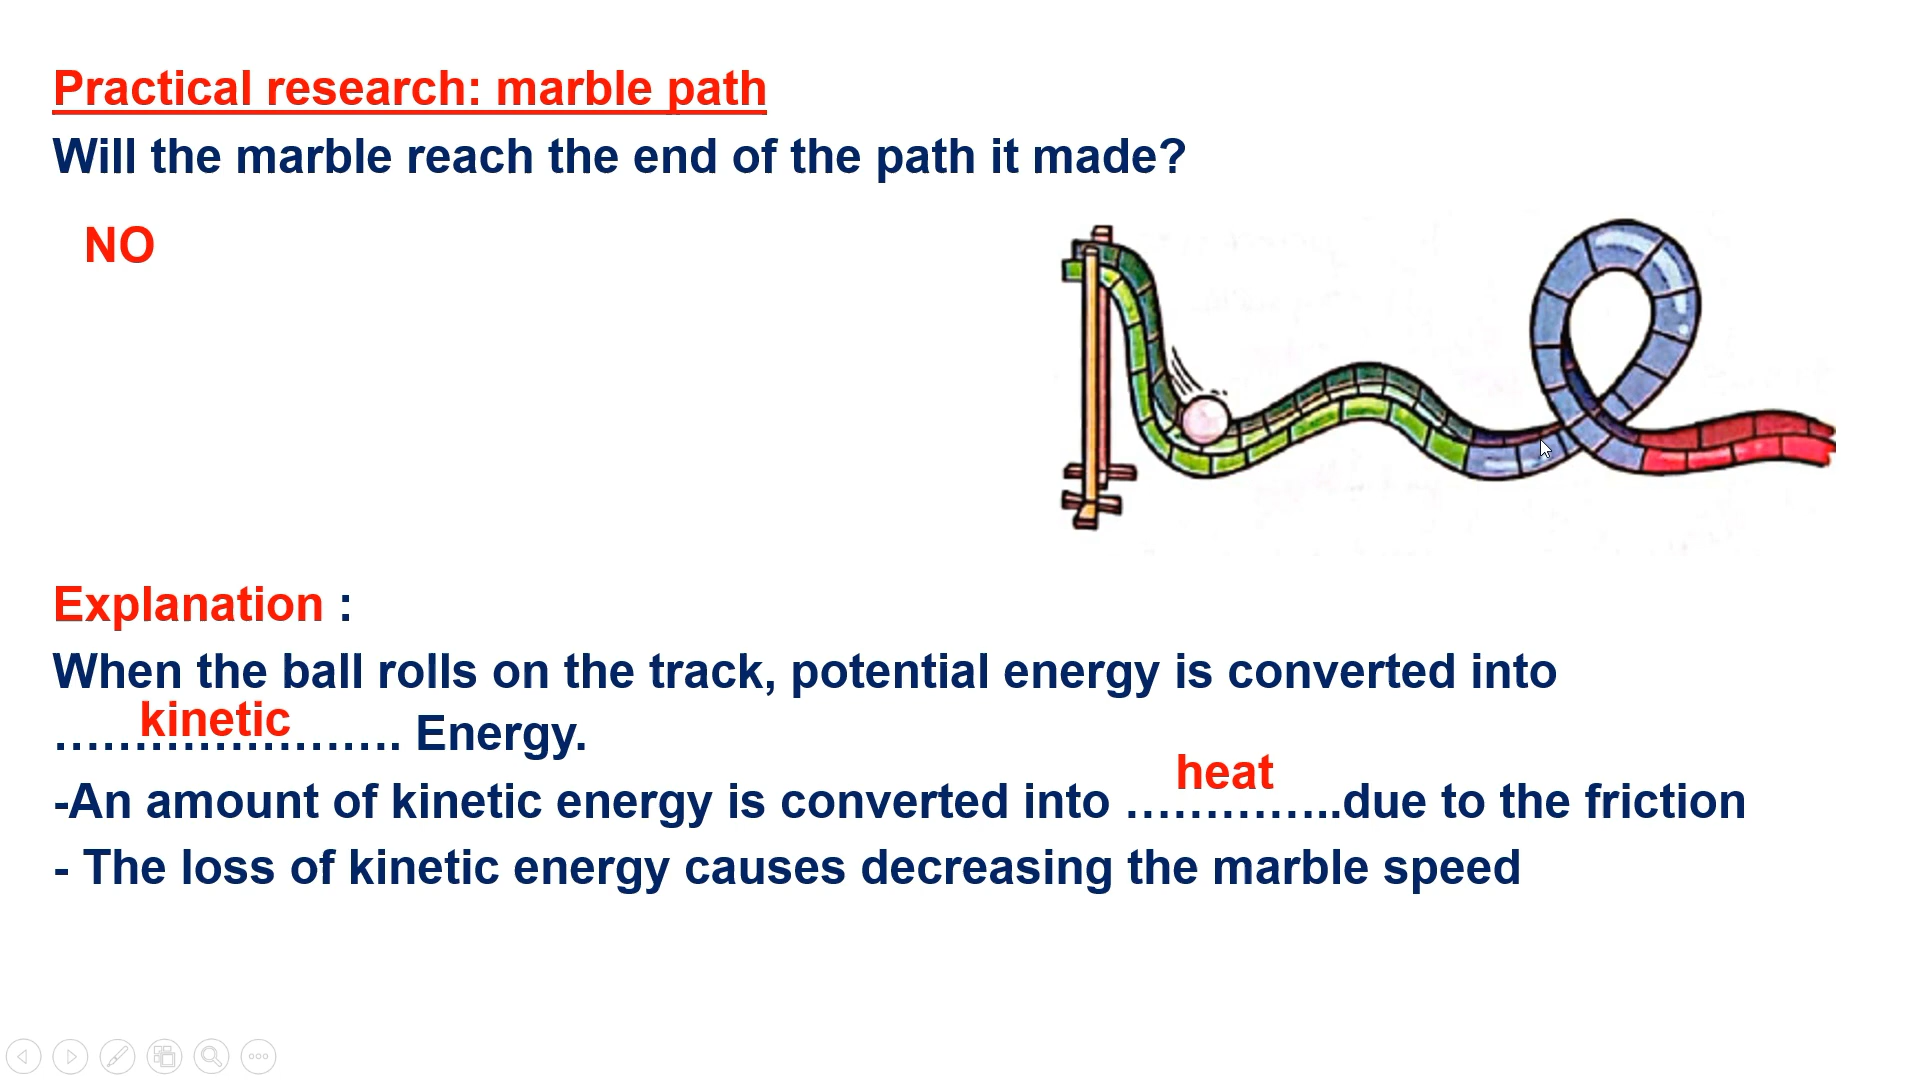 Practical research: marble path
Will the marble reach the end of the path it made?
NO
Explanation :
When the ball rolls on the track, potential energy is converted into
kinetic
……………………. Energy.
heat
-An amount of kinetic energy is converted into …………...due to the friction
- The loss of kinetic energy causes decreasing the marble speed